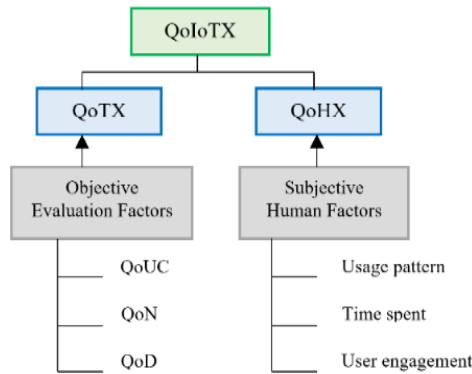 QoIoTX
QoTX
QoHX
Objective
Evaluation Factors
Subjective
Human Factors
QoUC
Usage pattern
QoN
Time spent
QoD
User engagement